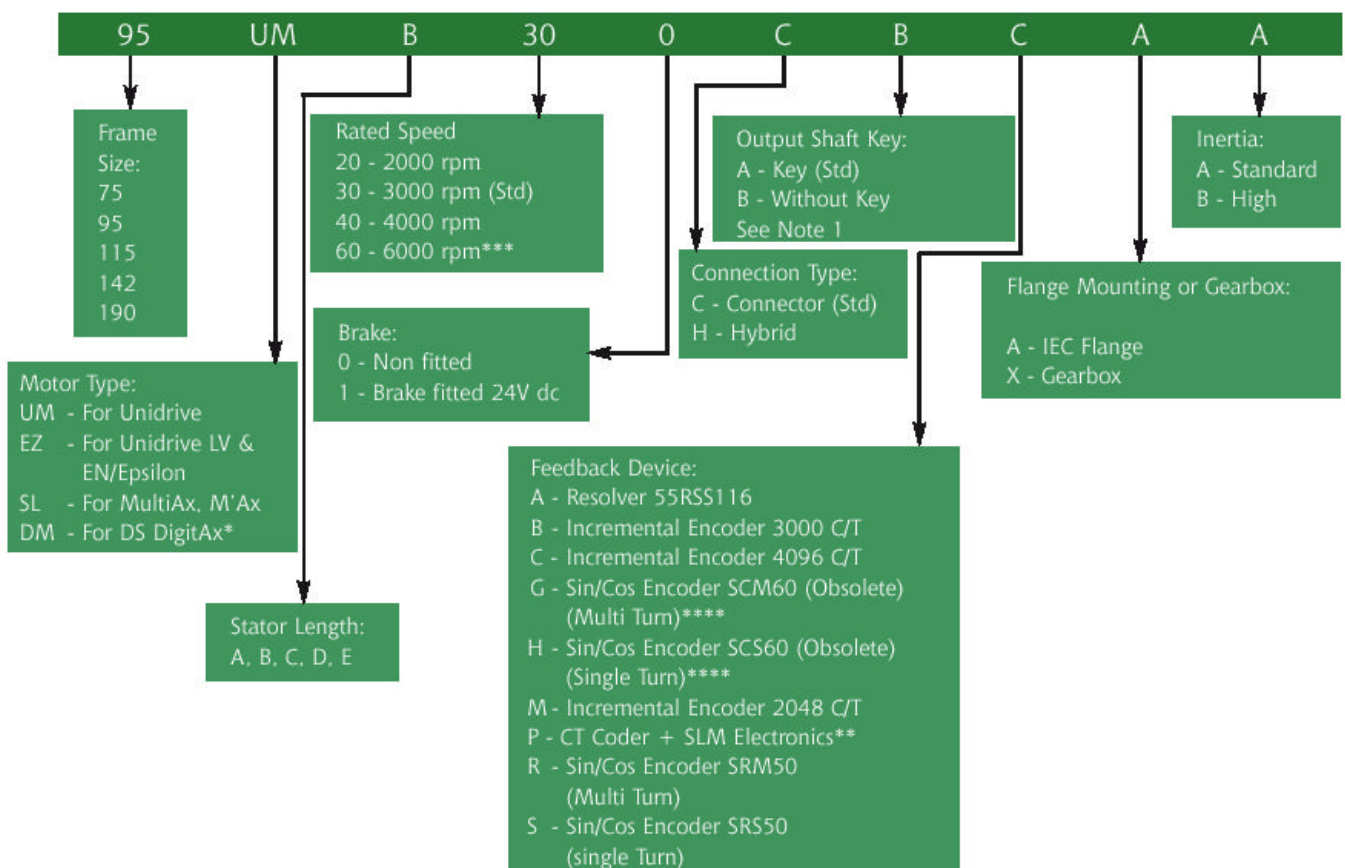 95 UM B 30 0 C B C A A
Frame
Size:
75
95
115
142
190
Rated Speed
20 - 2000 rpm
30 - 3000 rpm (Std)
40 - 4000 rpm
60 - 6000 rpm***
Output Shaft Key:
A - Key (Std)
B - Without Key
See Note 1
Inertia:
A - Standard
B - High
Connection Type:
C - Connector (Std)
H - Hybrid
Flange Mounting or Gearbox:
A - IEC Flange
X - Gearbox
Brake:
0 - Non fitted
1 - Brake fitted 24V dc
Motor Type:
UM - For Unidrive
EZ - For Unidrive LV &
EN/Epsilon
SL - For MultiAx, M'Ax
DM - For DS DigitAx*
Feedback Device:
A - Resolver 55RSS116
B - Incremental Encoder 3000 C/T
C - Incremental Encoder 4096 C/T
G - Sin/Cos Encoder SCM60 (Obsolete)
(Multi Turn)****
H - Sin/Cos Encoder SCS60 (Obsolete)
(Single Turn)****
M - Incremental Encoder 2048 C/T
P - CT Coder + SLM Electronics**
R - Sin/Cos Encoder SRM50
(Multi Turn)
S - Sin/Cos Encoder SRS50
(single Turn)
Stator Length:
A, B, C, D, E